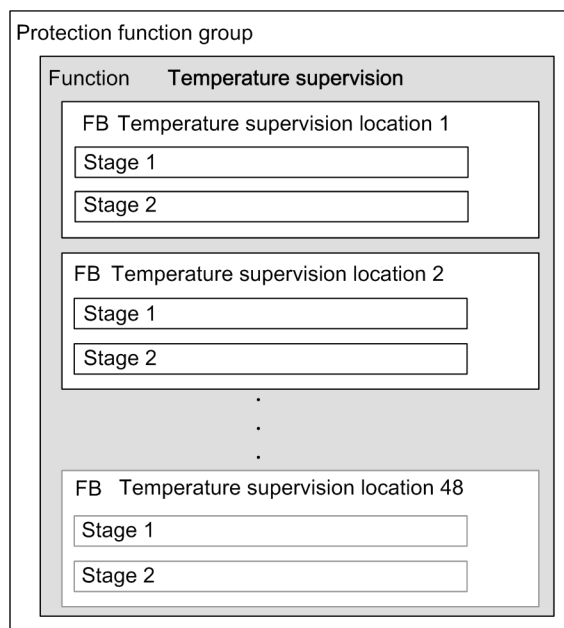 Protection function group
Function Temperature supervision
FB Temperature supervision location 1
Stage 1
Stage 2
FB Temperature supervision location 2
Stage 1
Stage 2
.
.
.
FB Temperature supervision location 48
Stage 1
Stage 2